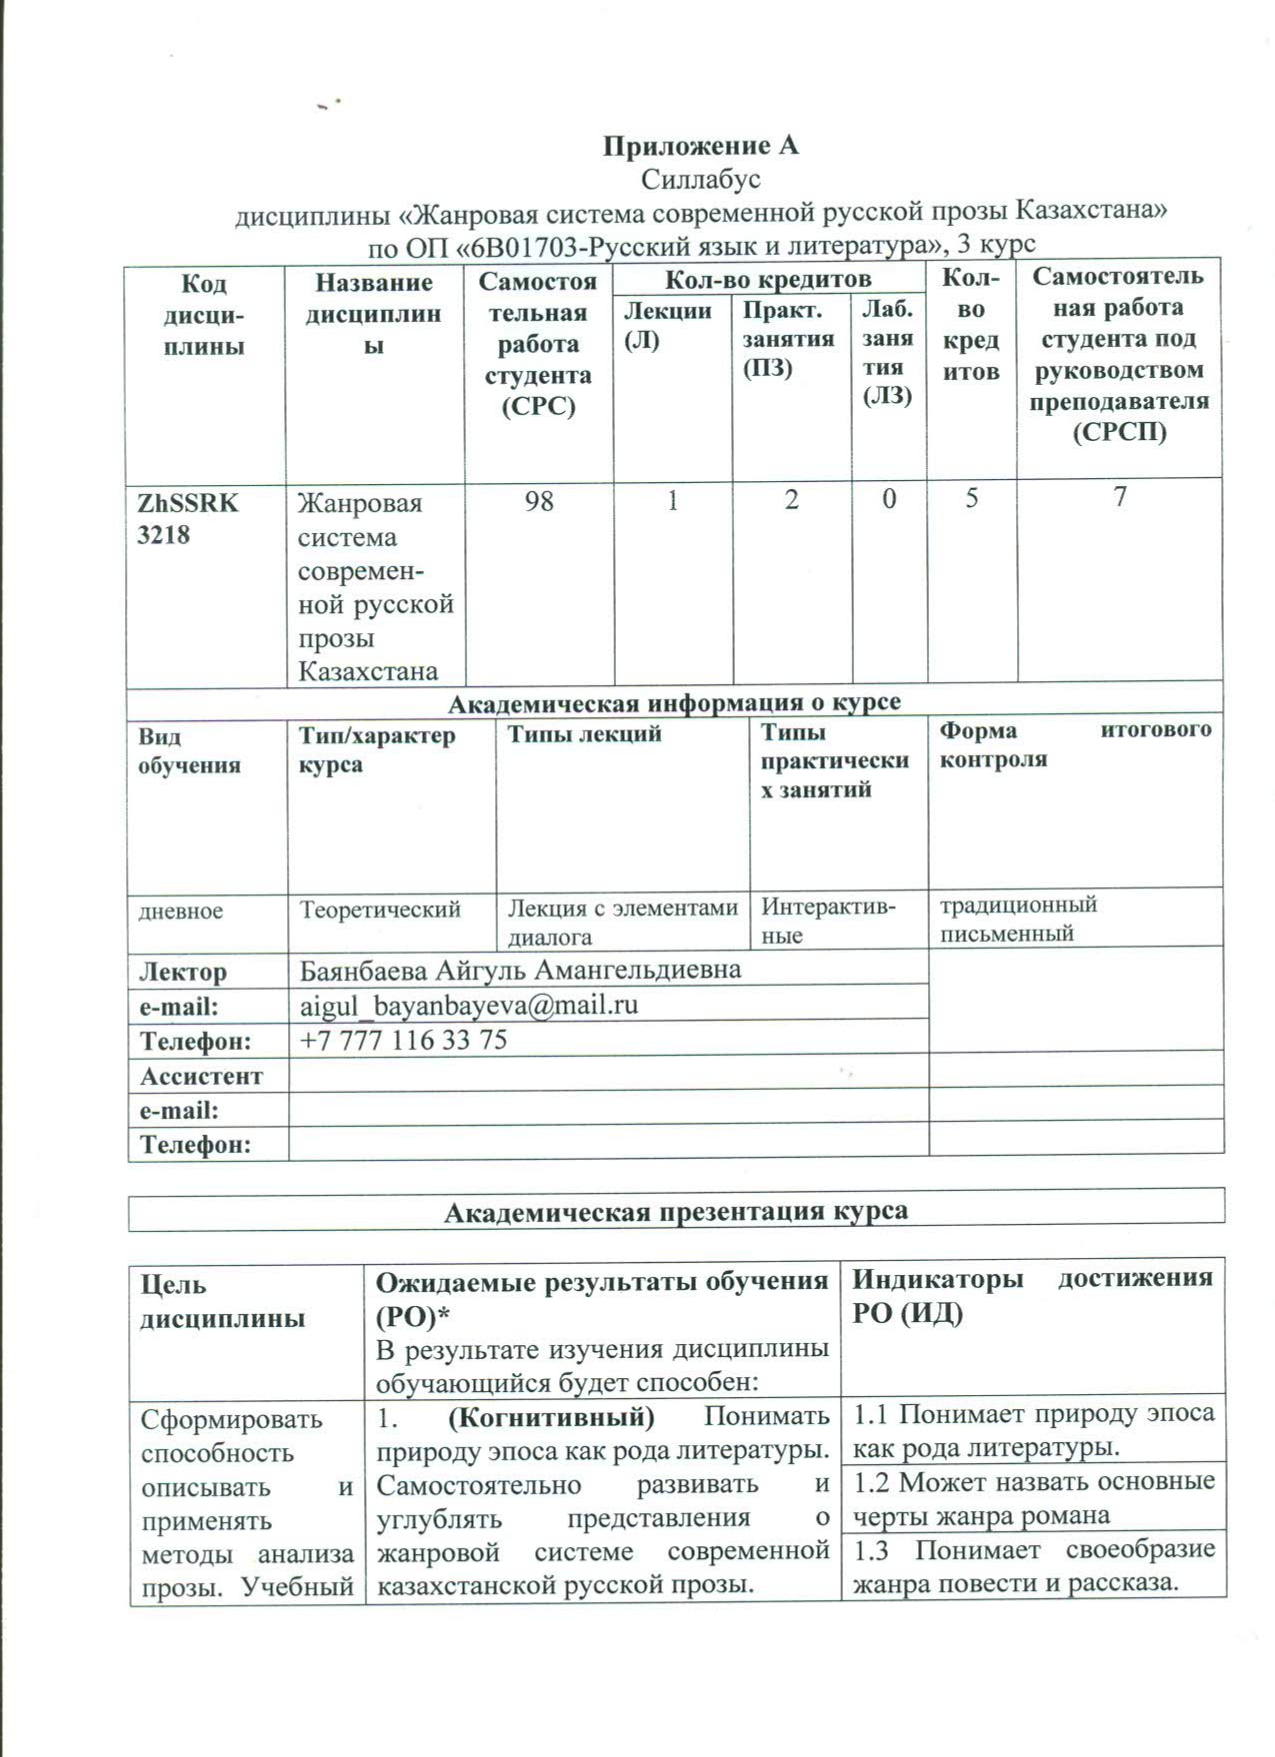 Приложение А
Силлабус
дисциплины «Жанровая система современной русской прозы Казахстана»
по ОП «6В01703-Русский язык и литература», 3 курс
Код
дисци-
плины
Название
дисциплин
ы
Самостоя
тельная
работа
студента
(СРС)
Кол-во кредитов
Лекции
(Л)
Практ.
занятия
(ПЗ)
Лаб.
заня
тия
(ЛЗ)
Кол-
во
кред
итов
Самостоятель
ная работа
студента под
руководством
преподавателя
(СРСП)
ZhSSRK
3218
Жанровая
система
современ-
ной русской
прозы
Казахстана
98
1
2
0
5
7
Академическая информация о курсе
Вид
обучения
Тип/характер
курса
Типы лекций
Типы
практически
х занятий
Форма итогового
контроля
дневное
Теоретический
Лекция с элементами
диалога
Интерактив-
ные
традиционный
письменный
Лектор
Баянбаева Айгуль Амангельдиевна
e-mail:
aigul_bayanbayeva@mail.ru
Телефон:
+7 777 116 33 75
Ассистент
e-mail:
Телефон:
Академическая презентация курса
Цель
дисциплины
Ожидаемые результаты обучения
(РО)*
В результате изучения дисциплины
обучающийся будет способен:
Индикаторы достижения
РО (ИД)
Сформировать
способность
описывать и
применять
методы анализа
прозы. Учебный
1. (Когнитивный) Понимать
природу эпоса как рода литературы.
Самостоятельно развивать и
углублять представления о
жанровой системе современной
казахстанской русской прозы.
1.1 Понимает природу эпоса
как рода литературы.
1.2 Может назвать основные
черты жанра романа
1.3 Понимает своеобразие
жанра повести и рассказа.